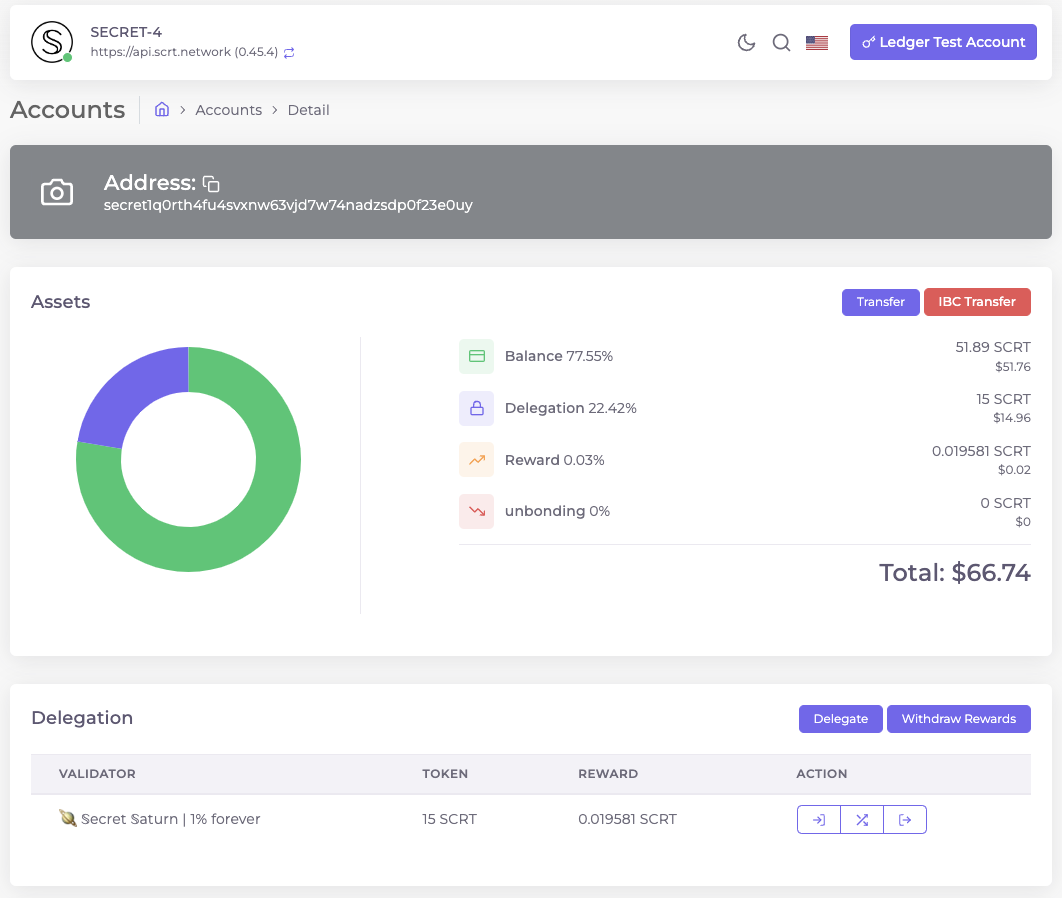 SECRET-4
https://api.scrt.network (0.45.4)
Ledger Test Account
Accounts
Accounts > Detail
Address:
secret1q0rth4fu4svxnw63vjd7w74nadzsdp0f23e0uy
Assets
Transfer
IBC Transfer
Balance 77.55%
51.89 SCRT
$51.76
Delegation 22.42%
15 SCRT
$14.96
Reward 0.03%
0.019581 SCRT
$0.02
unbonding 0%
0 SCRT
$0
Total: $66.74
Delegation
Delegate
Withdraw Rewards
VALIDATOR TOKEN REWARD ACTION
🪐 𝕊ecret 𝕊aturn | 1% forever 15 SCRT 0.019581 SCRT